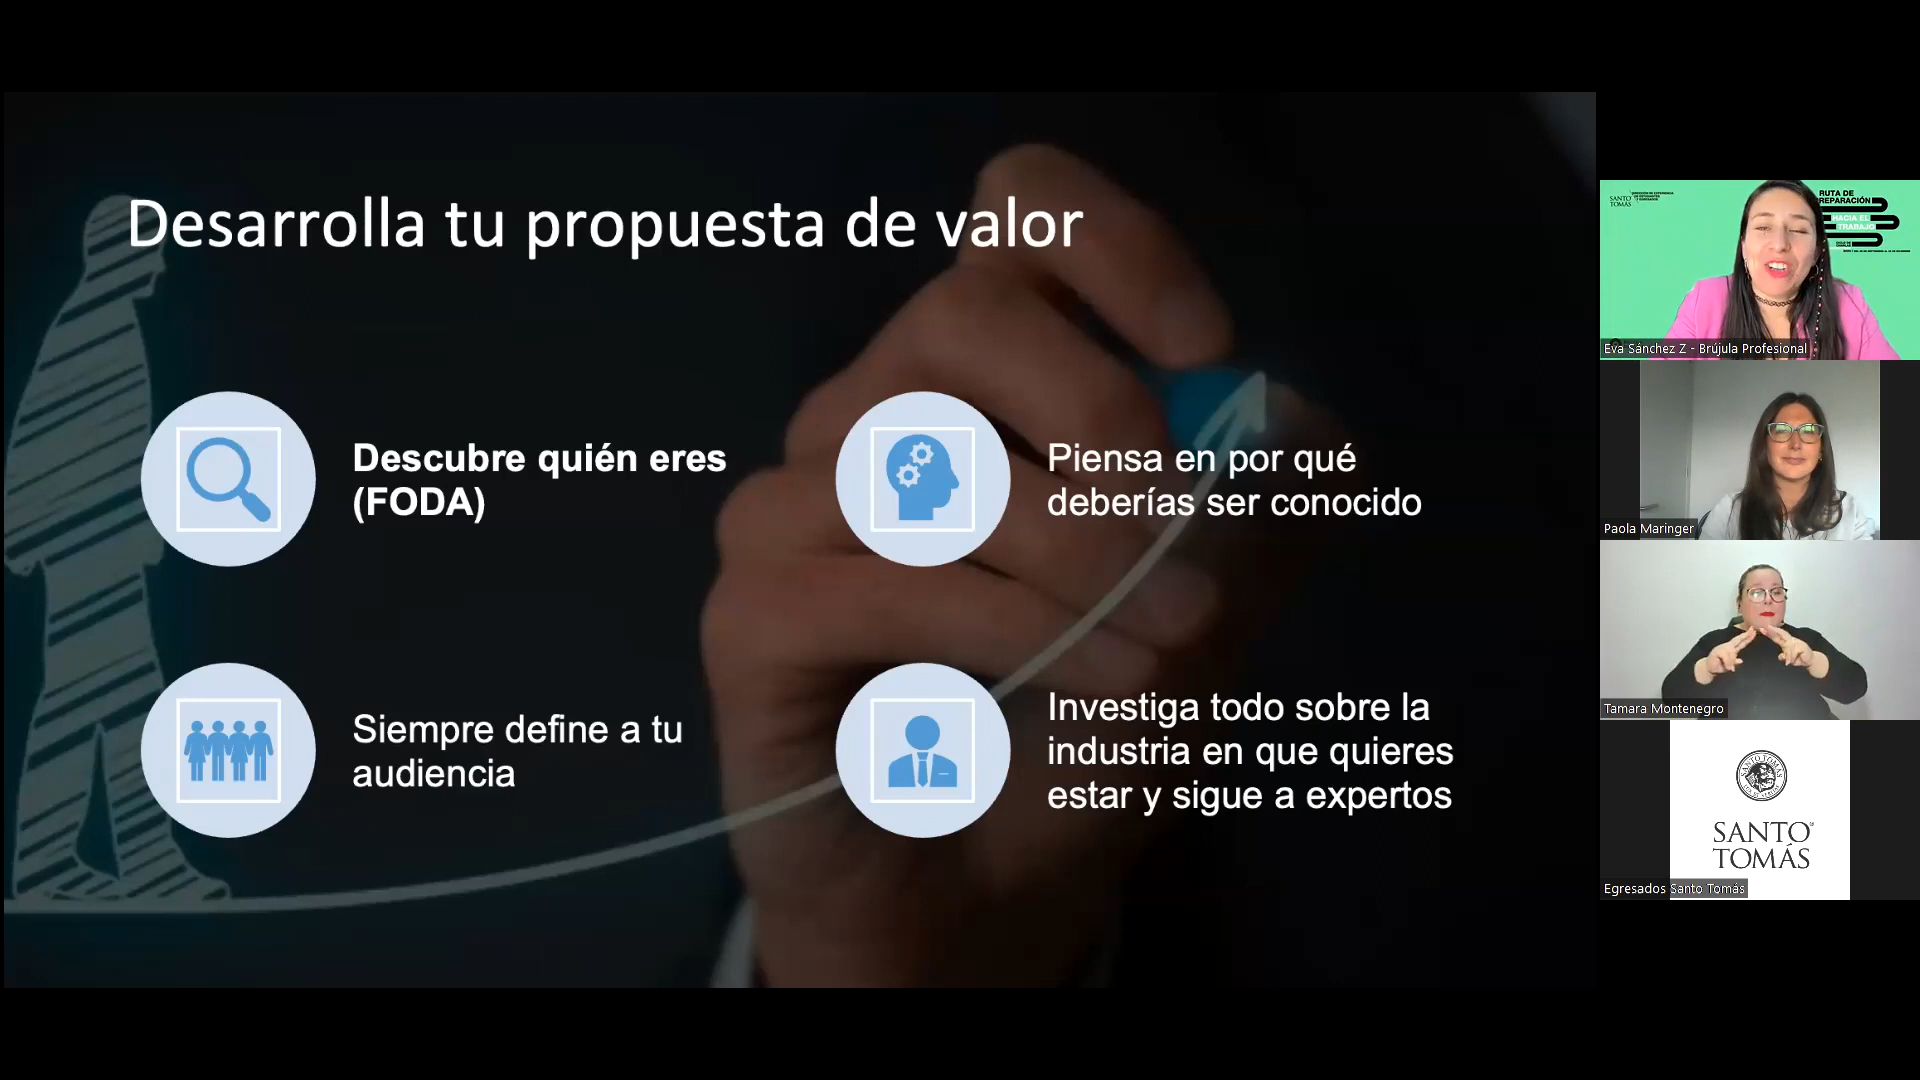 Desarrolla tu propuesta de valor
Descubre quién eres
(FODA)
Piensa en por qué
deberías ser conocido
Siempre define a tu
audiencia
Investiga todo sobre la
industria en que quieres
estar y sigue a expertos
SANTO
TOMÁS
RUTA DE
HACIA EL
TRABAJO
Eva Sánchez Z - Brújula Profesional
Paola Maringer
Tamara Montenegro
SANTO
TOMÁS
Egresados Santo Tomás